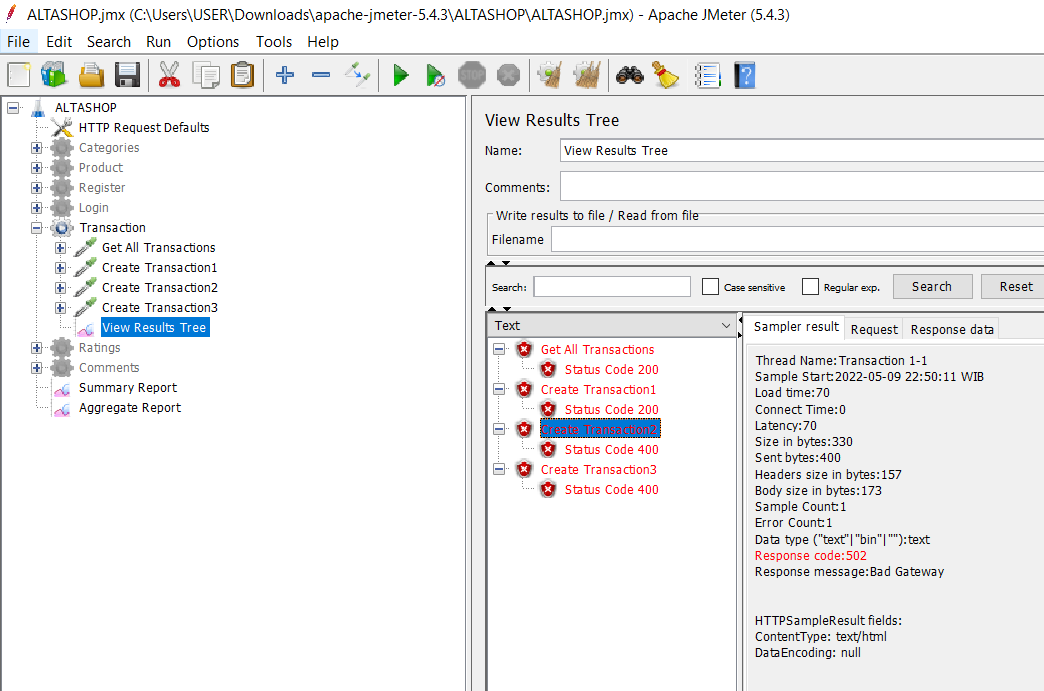 ALTASHOP.jmx (C:\Users\USER\Downloads\apache-jmeter-5.4.3\ALTASHOP\ALTASHOP.jmx) - Apache JMeter (5.4.3)
File Edit Search Run Options Tools Help
STOP
ALTASHOP
HTTP Request Defaults
Categories
Product
Register
Login
Transaction
Get All Transactions
Create Transaction1
Create Transaction2
Create Transaction3
View Results Tree
Ratings
Comments
Summary Report
Aggregate Report
View Results Tree
Name: View Results Tree
Comments:
Write results to file / Read from file
Filename
Search: Case sensitive Regular exp. Search Reset
Text
Get All Transactions
Status Code 200
Create Transaction1
Status Code 200
Create Transaction2
Status Code 400
Create Transaction3
Status Code 400
Sampler result Request Response data
Thread Name:Transaction 1-1
Sample Start:2022-05-09 22:50:11 WIB
Load time:70
Connect Time:0
Latency:70
Size in bytes:330
Sent bytes:400
Headers size in bytes:157
Body size in bytes:173
Sample Count:1
Error Count:1
Data type ("text"|"bin"|""):text
Response code:502
Response message:Bad Gateway
HTTPSampleResult fields:
ContentType: text/html
DataEncoding: null